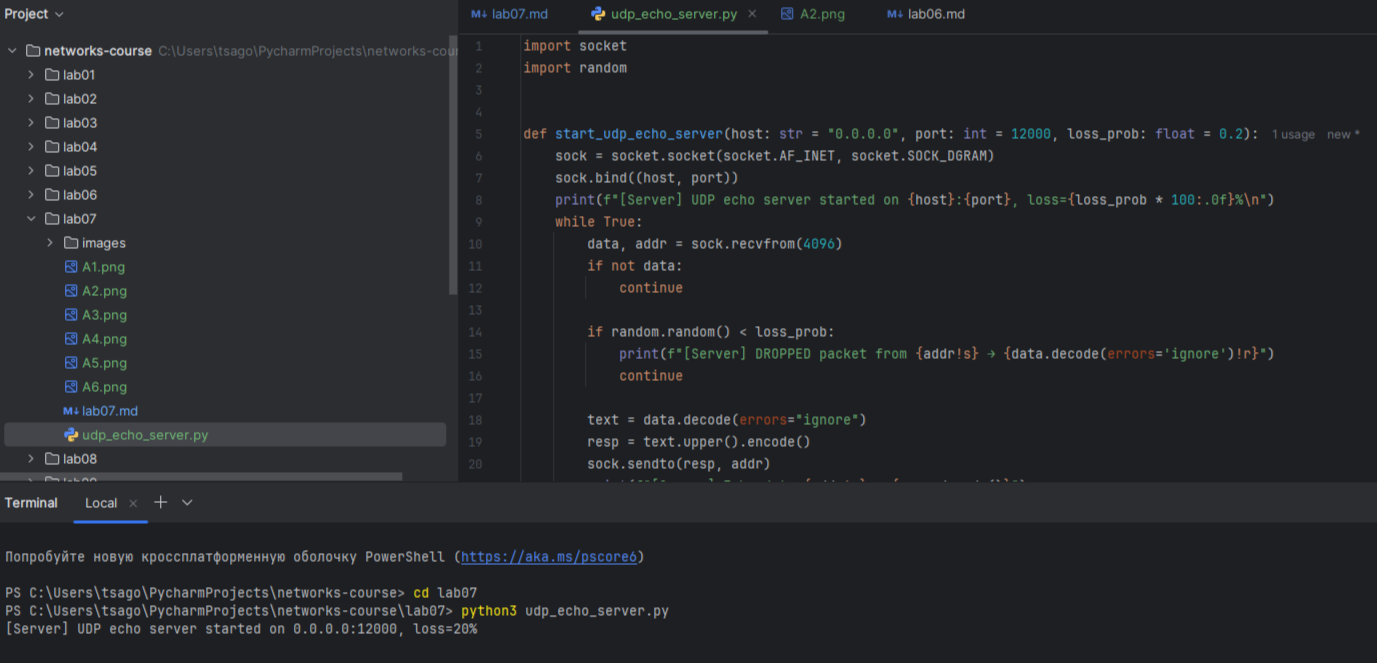 Project
networks-course C:\Users\tsago\PycharmProjects\networks-cour
lab01
lab02
lab03
lab04
lab05
lab06
lab07
images
A1.png
A2.png
A3.png
A4.png
A5.png
A6.png
lab07.md
udp_echo_server.py
lab08
lab07.md udp_echo_server.py A2.png lab06.md
1 import socket
2 import random
3
4
5 def start_udp_echo_server(host: str = "0.0.0.0", port: int = 12000, loss_prob: float = 0.2): 1 usage new *
6 sock = socket.socket(socket.AF_INET, socket.SOCK_DGRAM)
7 sock.bind((host, port))
8 print(f"[Server] UDP echo server started on {host}:{port}, loss={loss_prob * 100:.0f}%\n")
9 while True:
10 data, addr = sock.recvfrom(4096)
11 if not data:
12 continue
13
14 if random.random() < loss_prob:
15 print(f"[Server] DROPPED packet from {addr!s} → {data.decode(errors='ignore')!r}")
16 continue
17
18 text = data.decode(errors="ignore")
19 resp = text.upper().encode()
20 sock.sendto(resp, addr)
Terminal Local
Попробуйте новую кроссплатформенную оболочку PowerShell (https://aka.ms/pscore6)
PS C:\Users\tsago\PycharmProjects\networks-course> cd lab07
PS C:\Users\tsago\PycharmProjects\networks-course\lab07> python3 udp_echo_server.py
[Server] UDP echo server started on 0.0.0.0:12000, loss=20%